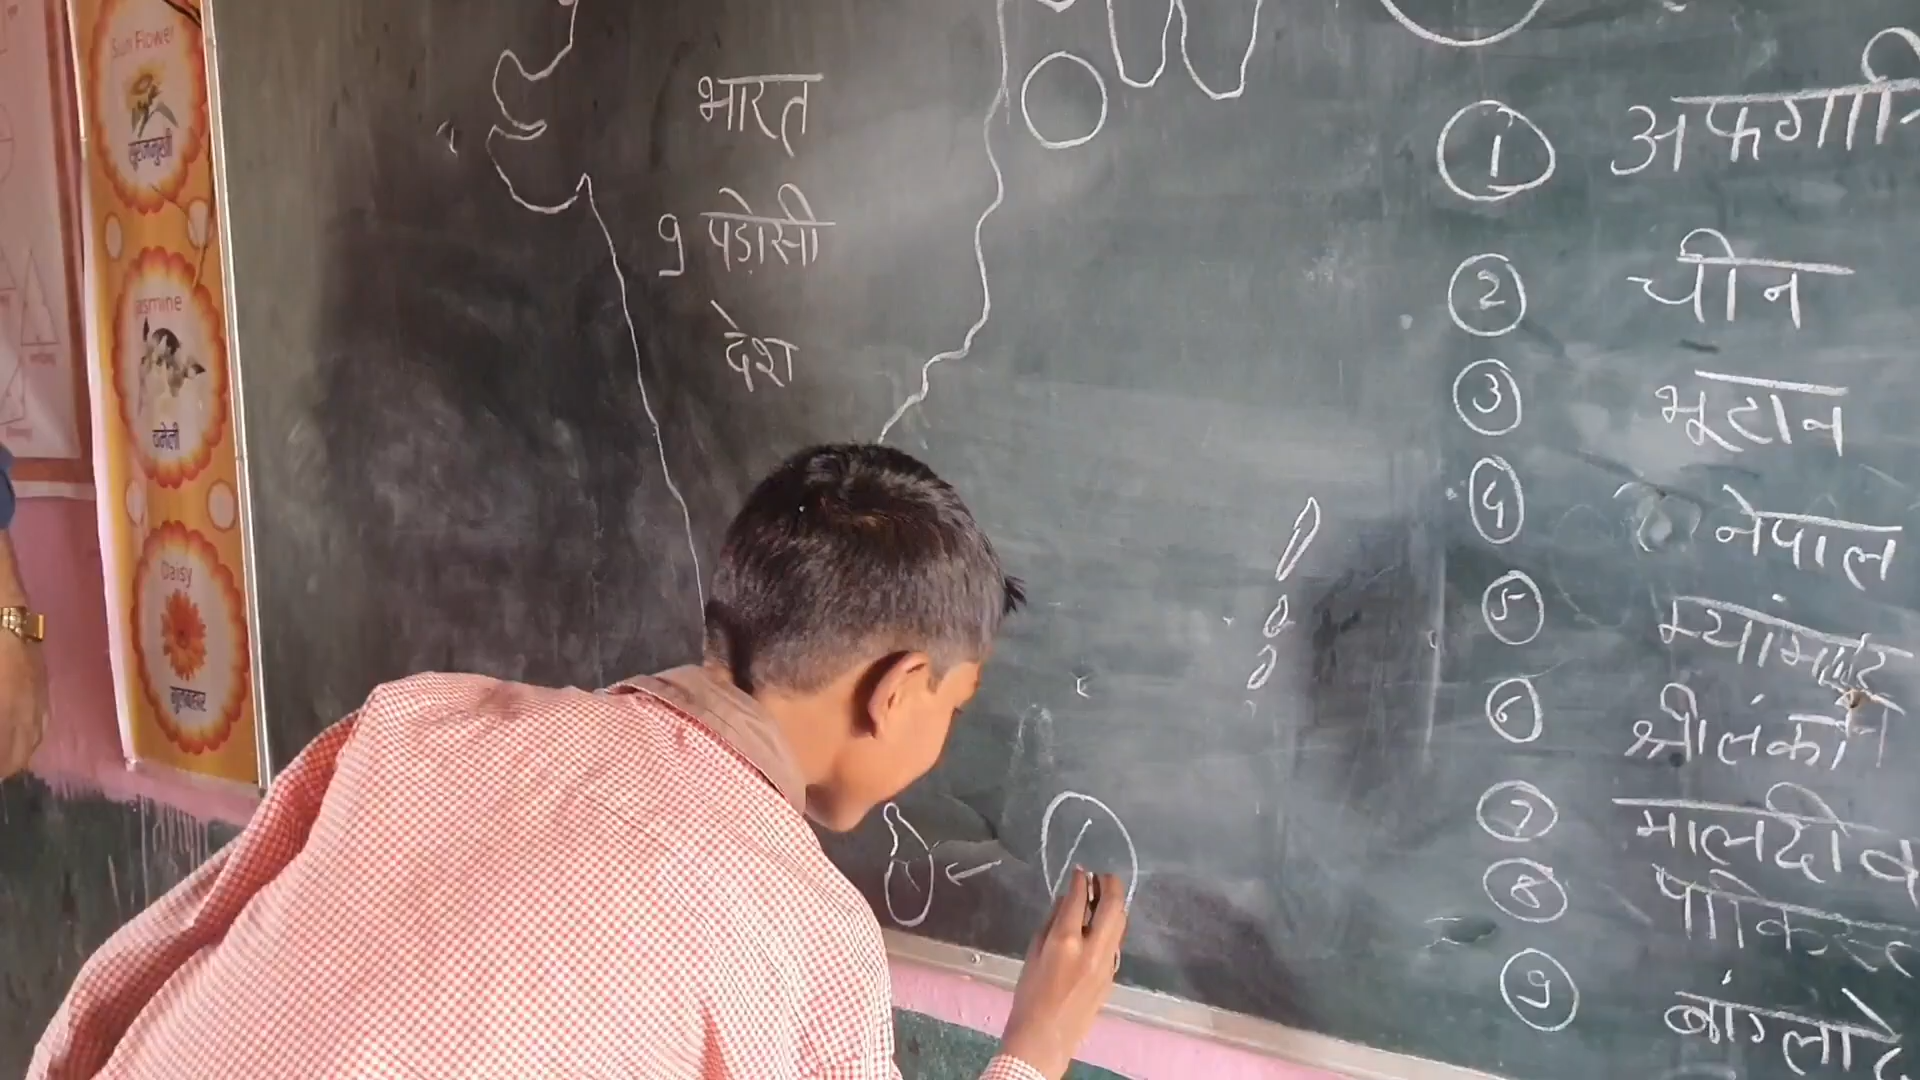 Sun Flower
सूरजमुखी
Jasmine
चमेली
Daisy
गुलबहार
भारत
9 पड़ोसी
देश
1 अफगानि
2 चीन
3 भूटान
4 नेपाल
5
6 श्रीलंका
7 मालदीव
8 पाकिस्त
9 बांग्लादे